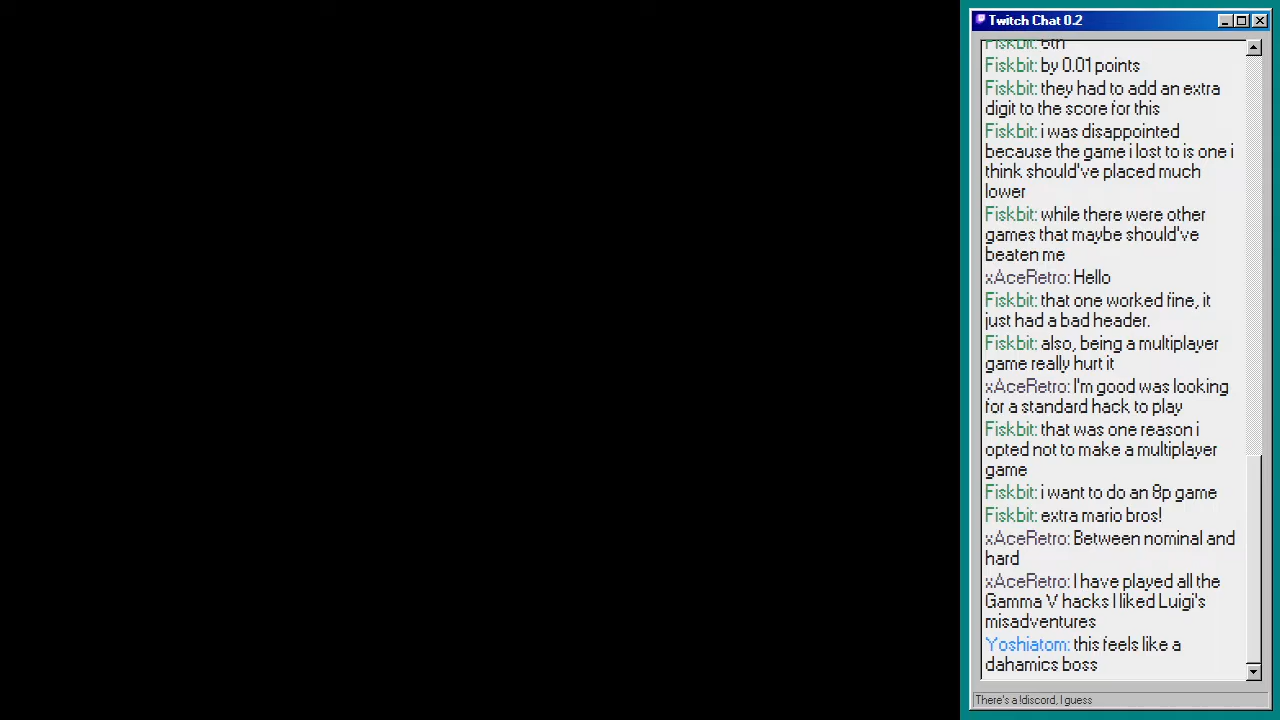 Twitch Chat 0.2
Fiskbit: 6th
Fiskbit: by 0.01 points
Fiskbit: they had to add an extra
digit to the score for this
Fiskbit: i was disappointed
because the game i lost to is one i
think should've placed much
lower
Fiskbit: while there were other
games that maybe should've
beaten me
xAceRetro: Hello
Fiskbit: that one worked fine, it
just had a bad header.
Fiskbit: also, being a multiplayer
game really hurt it
xAceRetro: I'm good was looking
for a standard hack to play
Fiskbit: that was one reason i
opted not to make a multiplayer
game
Fiskbit: i want to do an 8p game
Fiskbit: extra mario bros!
xAceRetro: Between nominal and
hard
xAceRetro: I have played all the
Gamma V hacks I liked Luigi's
misadventures
Yoshiatom: this feels like a
dahamics boss
There's a !discord, I guess